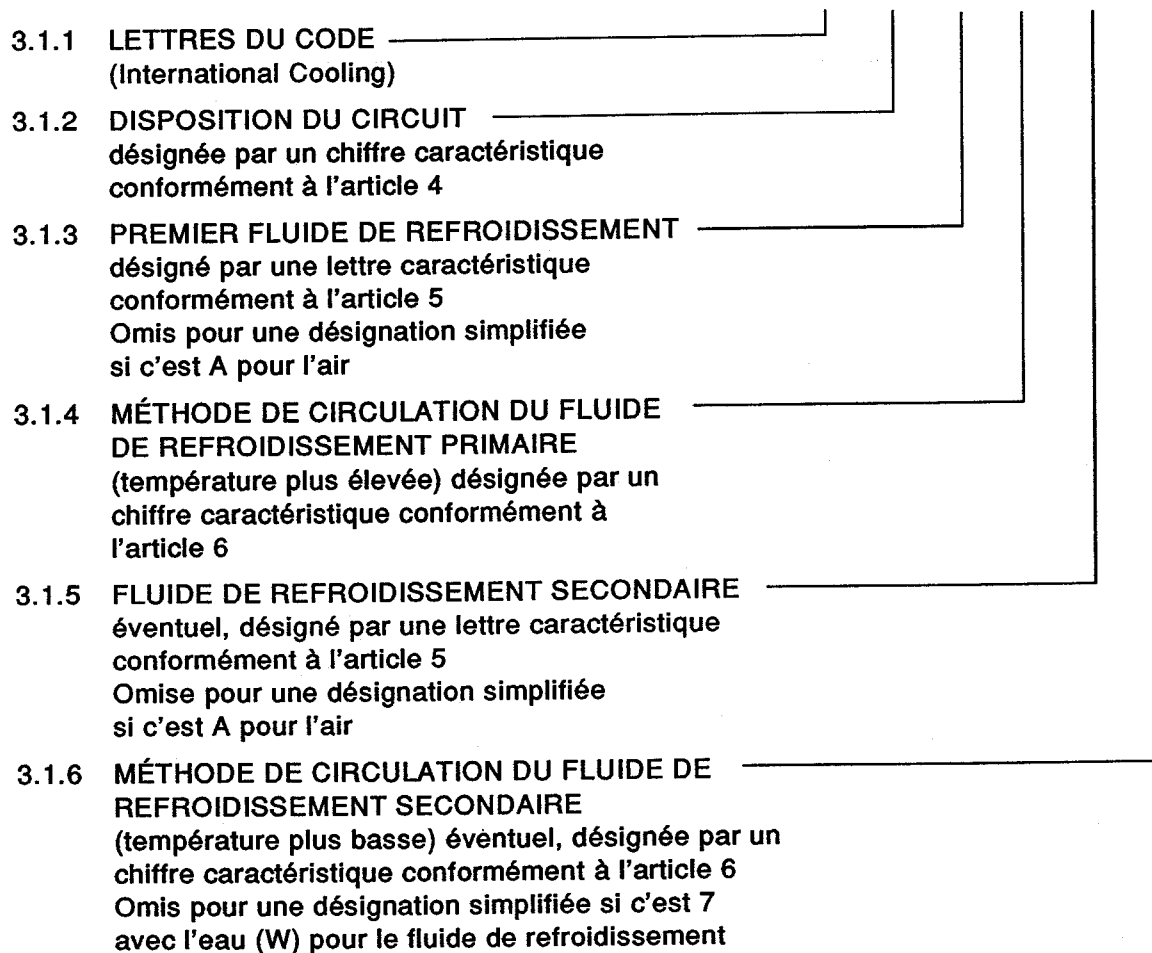 3.1.1 LETTRES DU CODE
(International Cooling)
3.1.2 DISPOSITION DU CIRCUIT
désignée par un chiffre caractéristique
conformément à l'article 4
3.1.3 PREMIER FLUIDE DE REFROIDISSEMENT
désigné par une lettre caractéristique
conformément à l'article 5
Omis pour une désignation simplifiée
si c'est A pour l'air
3.1.4 MÉTHODE DE CIRCULATION DU FLUIDE
DE REFROIDISSEMENT PRIMAIRE
(température plus élevée) désignée par un
chiffre caractéristique conformément à
l'article 6
3.1.5 FLUIDE DE REFROIDISSEMENT SECONDAIRE
éventuel, désigné par une lettre caractéristique
conformément à l'article 5
Omise pour une désignation simplifiée
si c'est A pour l'air
3.1.6 MÉTHODE DE CIRCULATION DU FLUIDE DE
REFROIDISSEMENT SECONDAIRE
(température plus basse) éventuel, désignée par un
chiffre caractéristique conformément à l'article 6
Omis pour une désignation simplifiée si c'est 7
avec l'eau (W) pour le fluide de refroidissement